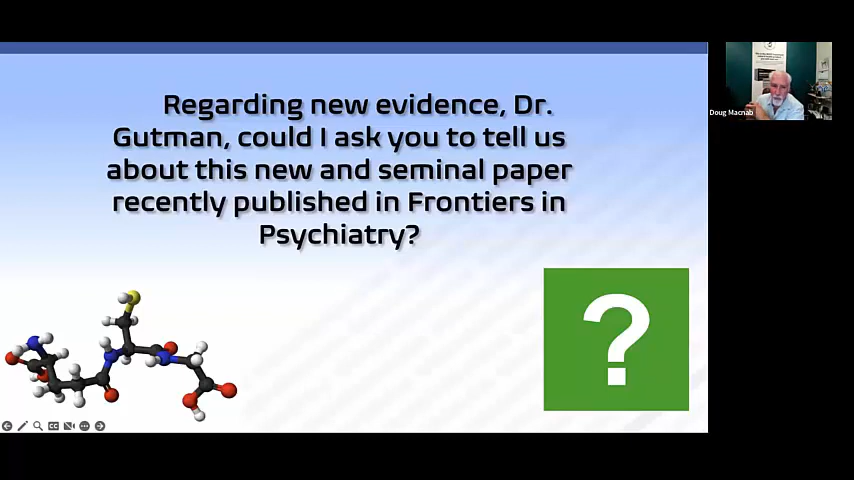 Regarding new evidence, Dr.
Gutman, could I ask you to tell us
about this new and seminal paper
recently published in Frontiers in
Psychiatry?
?
Doug Macnab
CC